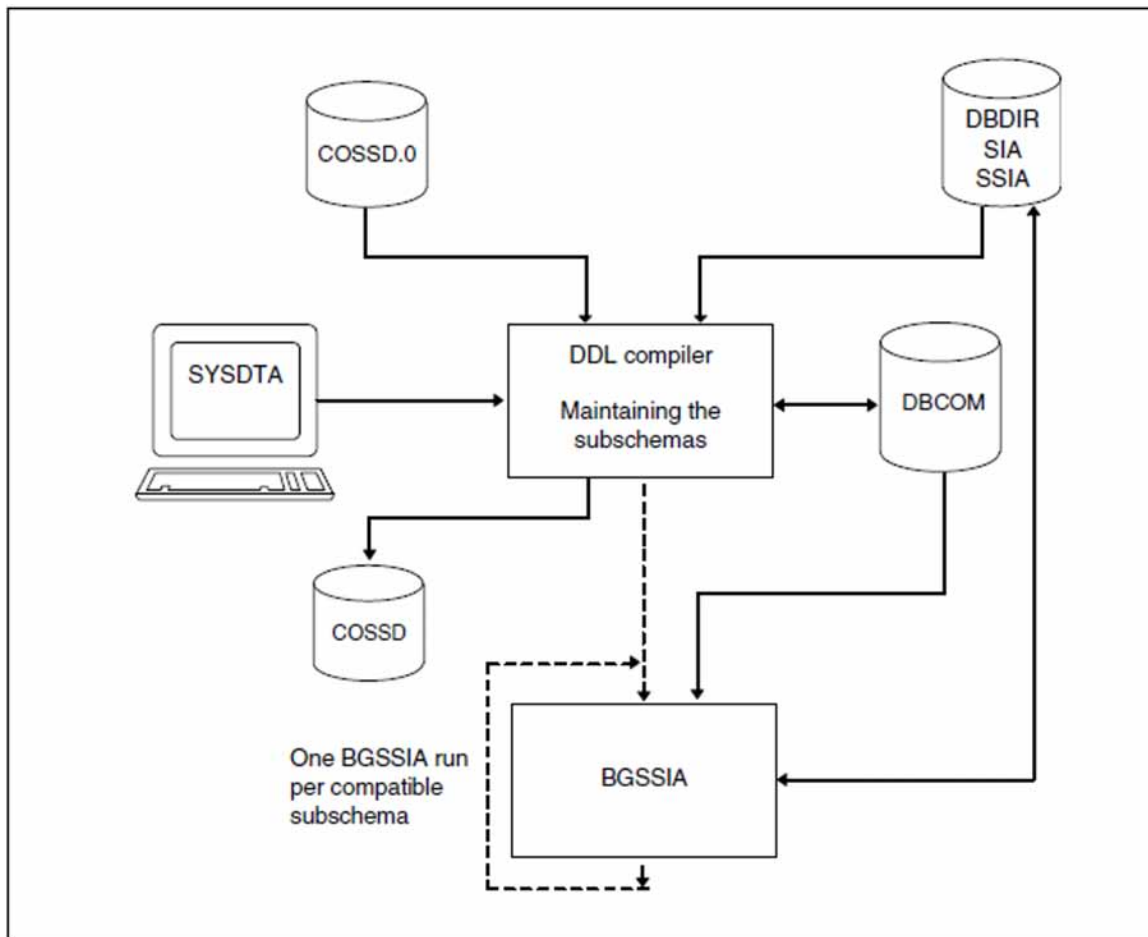 COSSD.0
DBDIR
SIA
SSIA
SYSDTA
DDL compiler
Maintaining the
subschemas
DBCOM
COSSD
One BGSSIA run
per compatible
subschema
BGSSIA